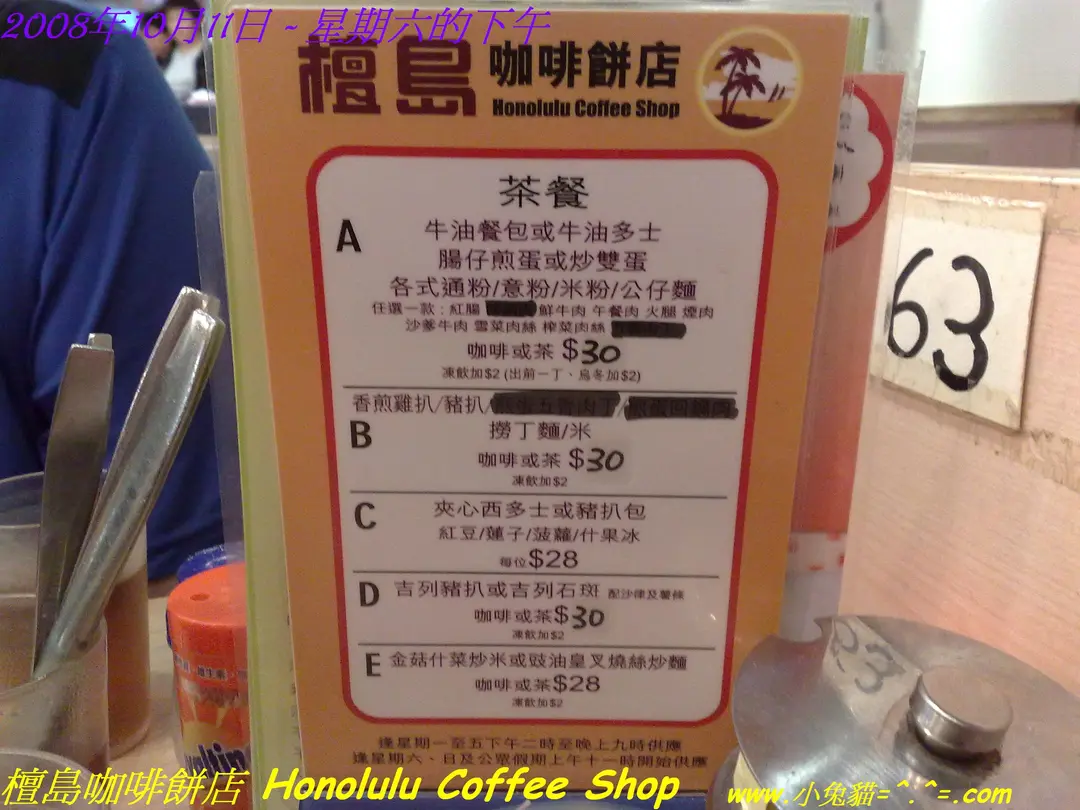 2008年10月11日 ~ 星期六的下午
檀島 咖啡餅店
Honolulu Coffee Shop
茶餐
A
牛油餐包或牛油多士
腸仔煎蛋或炒雙蛋
各式通粉/意粉/米粉/公仔麵
任選一款：紅腸 鮮牛肉 午餐肉 火腿 煙肉
沙爹牛肉 雪菜肉絲 榨菜肉絲
咖啡或茶 $30
凍飲加$2 (出前一丁、烏冬加$2)
香煎雞扒/豬扒/
B
撈丁麵/米
咖啡或茶 $30
凍飲加$2
C
夾心西多士或豬扒包
紅豆/蓮子/菠蘿/什果冰
每位$28
D
吉列豬扒或吉列石斑 配沙律及薯條
咖啡或茶$30
凍飲加$2
E
金菇什菜炒米或豉油皇叉燒絲炒麵
咖啡或茶$28
凍飲加$2
逢星期一至五下午二時至晚上九時供應
逢星期六、日及公眾假期上午十一時開始供應
63
檀島咖啡餅店 Honolulu Coffee Shop
www.小兔貓=^.^=.com